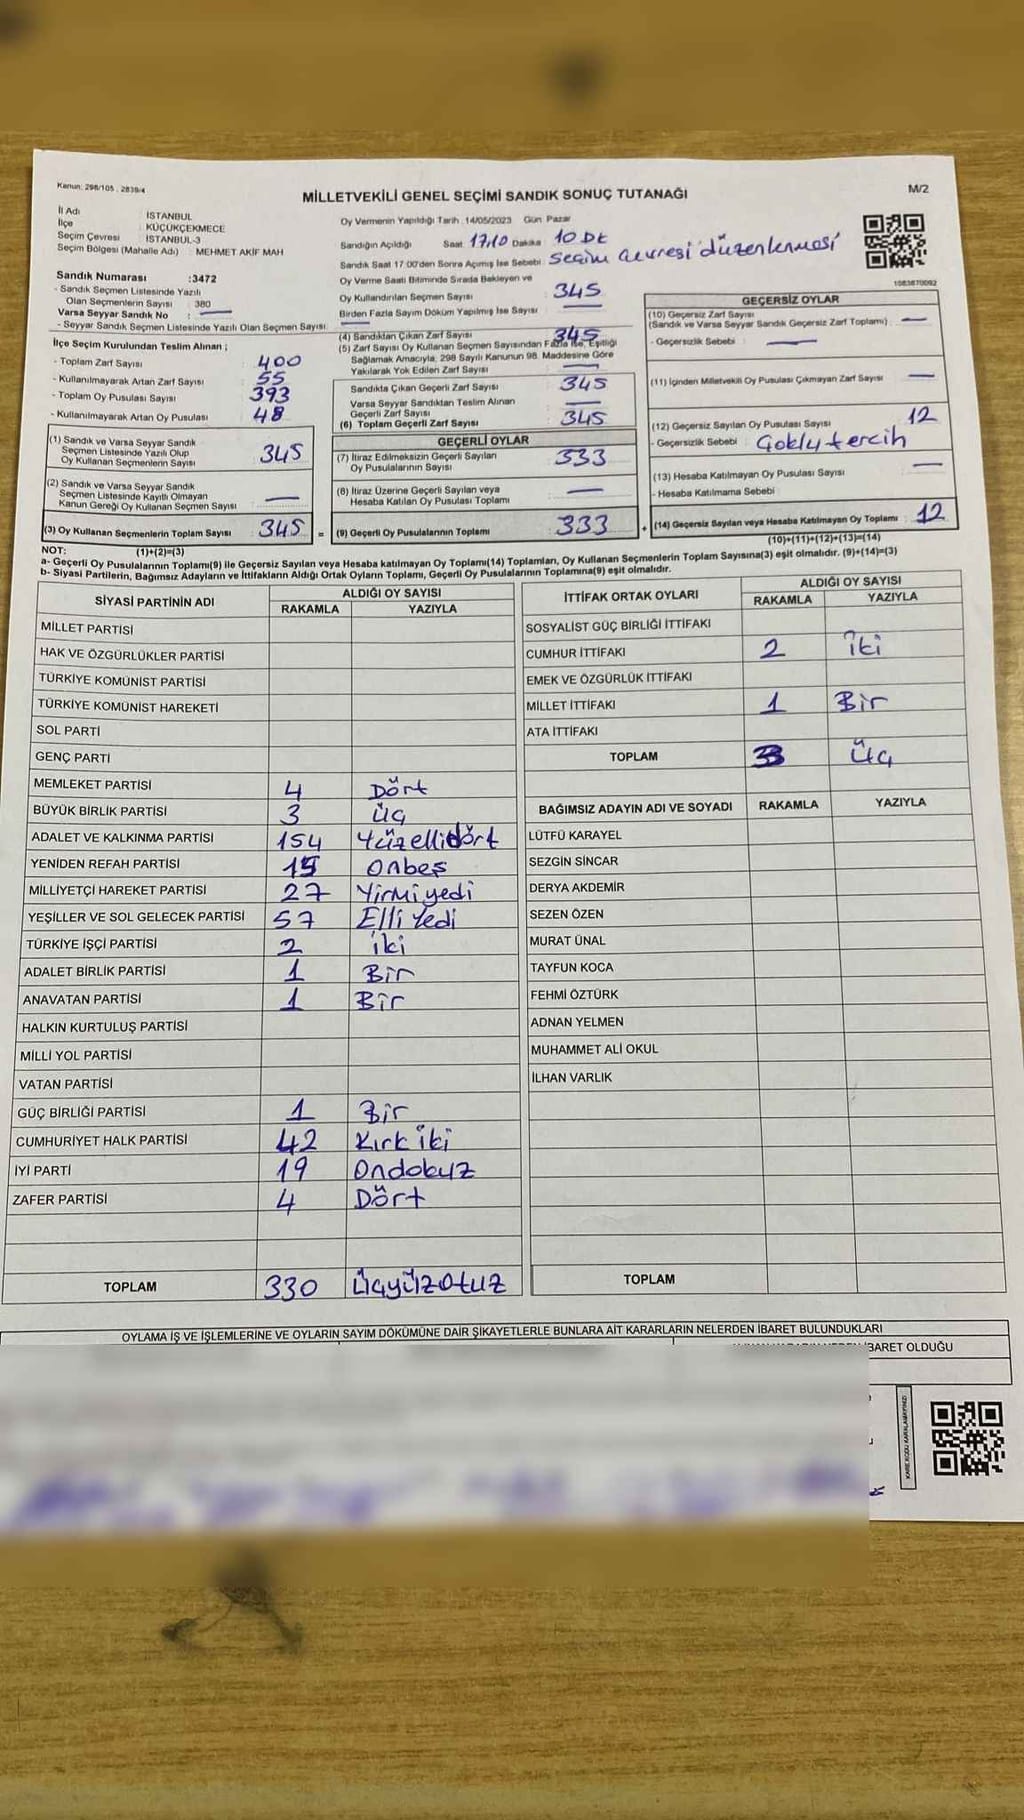 Kanun: 298/105 , 2839/4
MİLLETVEKİLİ GENEL SEÇİMİ SANDIK SONUÇ TUTANAĞI
M/2
İl Adı : İSTANBUL
İlçe : KÜÇÜKÇEKMECE
Seçim Çevresi : İSTANBUL-3
Seçim Bölgesi (Mahalle Adı) : MEHMET AKİF MAH
Sandık Numarası :3472
- Sandık Seçmen Listesinde Yazılı
Olan Seçmenlerin Sayısı : 380
Varsa Seyyar Sandık No : —
- Seyyar Sandık Seçmen Listesinde Yazılı Olan Seçmen Sayısı : —
İlçe Seçim Kurulundan Teslim Alınan ;
- Toplam Zarf Sayısı : 400
- Kullanılmayarak Artan Zarf Sayısı : 55
- Toplam Oy Pusulası Sayısı : 393
- Kullanılmayarak Artan Oy Pusulası : 48
(1) Sandık ve Varsa Seyyar Sandık
Seçmen Listesinde Yazılı Olup
Oy Kullanan Seçmenlerin Sayısı : 345
(2) Sandık ve Varsa Seyyar Sandık
Seçmen Listesinde Kayıtlı Olmayan
Kanun Gereği Oy Kullanan Seçmen Sayısı : —
(3) Oy Kullanan Seçmenlerin Toplam Sayısı : 345 =
(1)+(2)=(3)
Oy Vermenin Yapıldığı Tarih :14/05/2023 Gün Pazar
Sandığın Açıldığı Saat 17:10 Dakika : 10 Dk
Sandık Saat 17.00'den Sonra Açımış İse Sebebi : Seçim çevresi düzenlenmesi
Oy Verme Saati Bitiminde Sırada Bekleyen ve
Oy Kullandırılan Seçmen Sayısı : 345
Birden Fazla Sayım Döküm Yapılmış İse Sayısı : —
(4) Sandıktan Çıkan Zarf Sayısı : 345
(5) Zarf Sayısı Oy Kullanan Seçmen Sayısından Fazla İse, Eşitliği
Sağlamak Amacıyla, 298 Sayılı Kanunun 98. Maddesine Göre
Yakılarak Yok Edilen Zarf Sayısı : —
Sandıkta Çıkan Geçerli Zarf Sayısı : 345
Varsa Seyyar Sandıktan Teslim Alınan
Geçerli Zarf Sayısı : —
(6) Toplam Geçerli Zarf Sayısı : 345
GEÇERLİ OYLAR
(7) İtiraz Edilmeksizin Geçerli Sayılan
Oy Pusulalarının Sayısı : 333
(8) İtiraz Üzerine Geçerli Sayılan veya
Hesaba Katılan Oy Pusulası Toplamı : —
(9) Geçerli Oy Pusulalarının Toplamı : 333 +
1083870092
GEÇERSİZ OYLAR
(10) Geçersiz Zarf Sayısı
(Sandık ve Varsa Seyyar Sandık Geçersiz Zarf Toplamı) : —
- Geçersizlik Sebebi : —
(11) İçinden Milletvekili Oy Pusulası Çıkmayan Zarf Sayısı : —
(12) Geçersiz Sayılan Oy Pusulası Sayısı : 12
- Geçersizlik Sebebi : Çoklu tercih
(13) Hesaba Katılmayan Oy Pusulası Sayısı : —
- Hesaba Katılmama Sebebi :
(14) Geçersiz Sayılan veya Hesaba Katılmayan Oy Toplamı : 12
(10)+(11)+(12)+(13)=(14)
NOT:
a- Geçerli Oy Pusulalarının Toplamı(9) ile Geçersiz Sayılan veya Hesaba katılmayan Oy Toplamı(14) Toplamları, Oy Kullanan Seçmenlerin Toplam Sayısına(3) eşit olmalıdır. (9)+(14)=(3)
b- Siyasi Partilerin, Bağımsız Adayların ve İttifakların Aldığı Ortak Oyların Toplamı, Geçerli Oy Pusulalarının Toplamına(9) eşit olmalıdır.
SİYASİ PARTİNİN ADI ALDIĞI OY SAYISI
RAKAMLA YAZIYLA
MİLLET PARTİSİ
HAK VE ÖZGÜRLÜKLER PARTİSİ
TÜRKİYE KOMÜNİST PARTİSİ
TÜRKİYE KOMÜNİST HAREKETİ
SOL PARTİ
GENÇ PARTİ
MEMLEKET PARTİSİ 4 Dört
BÜYÜK BİRLİK PARTİSİ 3 üç
ADALET VE KALKINMA PARTİSİ 154 Yüzellidört
YENİDEN REFAH PARTİSİ 15 Onbeş
MİLLİYETÇİ HAREKET PARTİSİ 27 Yirmiyedi
YEŞİLLER VE SOL GELECEK PARTİSİ 57 Elli Yedi
TÜRKİYE İŞÇİ PARTİSİ 2 iki
ADALET BİRLİK PARTİSİ 1 Bir
ANAVATAN PARTİSİ 1 Bir
HALKIN KURTULUŞ PARTİSİ
MİLLİ YOL PARTİSİ
VATAN PARTİSİ
GÜÇ BİRLİĞİ PARTİSİ 1 Bir
CUMHURİYET HALK PARTİSİ 42 Kırk iki
İYİ PARTİ 19 Ondokuz
ZAFER PARTİSİ 4 Dört
TOPLAM 330 Üçyüzotuz
İTTİFAK ORTAK OYLARI ALDIĞI OY SAYISI
RAKAMLA YAZIYLA
SOSYALİST GÜÇ BİRLİĞİ İTTİFAKI
CUMHUR İTTİFAKI 2 İki
EMEK VE ÖZGÜRLÜK İTTİFAKI
MİLLET İTTİFAKI 1 Bir
ATA İTTİFAKI
TOPLAM 3 Üç
BAĞIMSIZ ADAYIN ADI VE SOYADI RAKAMLA YAZIYLA
LÜTFÜ KARAYEL
SEZGİN SİNCAR
DERYA AKDEMİR
SEZEN ÖZEN
MURAT ÜNAL
TAYFUN KOCA
FEHMİ ÖZTÜRK
ADNAN YELMEN
MUHAMMET ALİ OKUL
İLHAN VARLIK
TOPLAM
OYLAMA İŞ VE İŞLEMLERİNE VE OYLARIN SAYIM DÖKÜMÜNE DAİR ŞİKAYETLERLE BUNLARA AİT KARARLARIN NELERDEN İBARET BULUNDUKLARI
İBARET OLDUĞU
KAREKODU KARALAMAYINIZ!